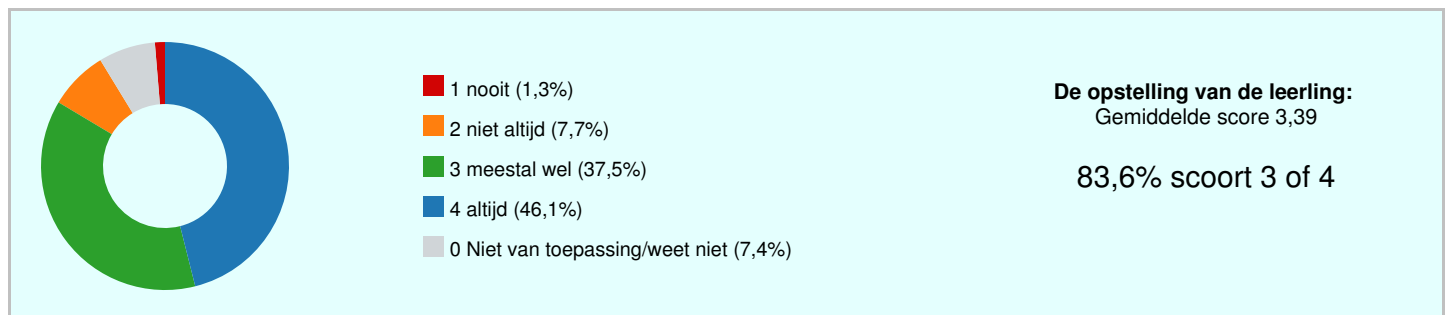 1 nooit (1,3%)
2 niet altijd (7,7%)
3 meestal wel (37,5%)
4 altijd (46,1%)
0 Niet van toepassing/weet niet (7,4%)
De opstelling van de leerling:
Gemiddelde score 3,39
83,6% scoort 3 of 4